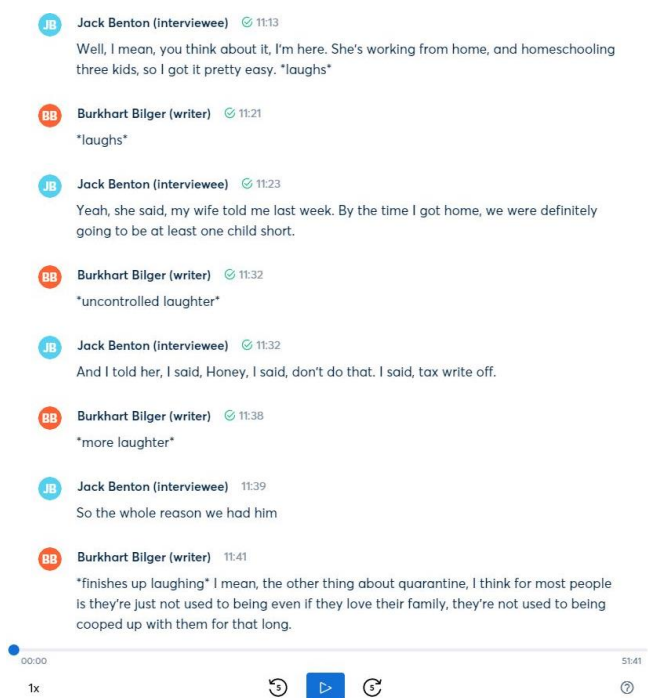 JB Jack Benton (interviewee) 11:13
Well, I mean, you think about it, I'm here. She's working from home, and homeschooling
three kids, so I got it pretty easy. *laughs*
BB Burkhart Bilger (writer) 11:21
*laughs*
JB Jack Benton (interviewee) 11:23
Yeah, she said, my wife told me last week. By the time I got home, we were definitely
going to be at least one child short.
BB Burkhart Bilger (writer) 11:32
*uncontrolled laughter*
JB Jack Benton (interviewee) 11:32
And I told her, I said, Honey, I said, don't do that. I said, tax write off.
BB Burkhart Bilger (writer) 11:38
*more laughter*
JB Jack Benton (interviewee) 11:39
So the whole reason we had him
BB Burkhart Bilger (writer) 11:41
*finishes up laughing* I mean, the other thing about quarantine, I think for most people
is they're just not used to being even if they love their family, they're not used to being
cooped up with them for that long.
00:00 51:41
1x 5 5 ?